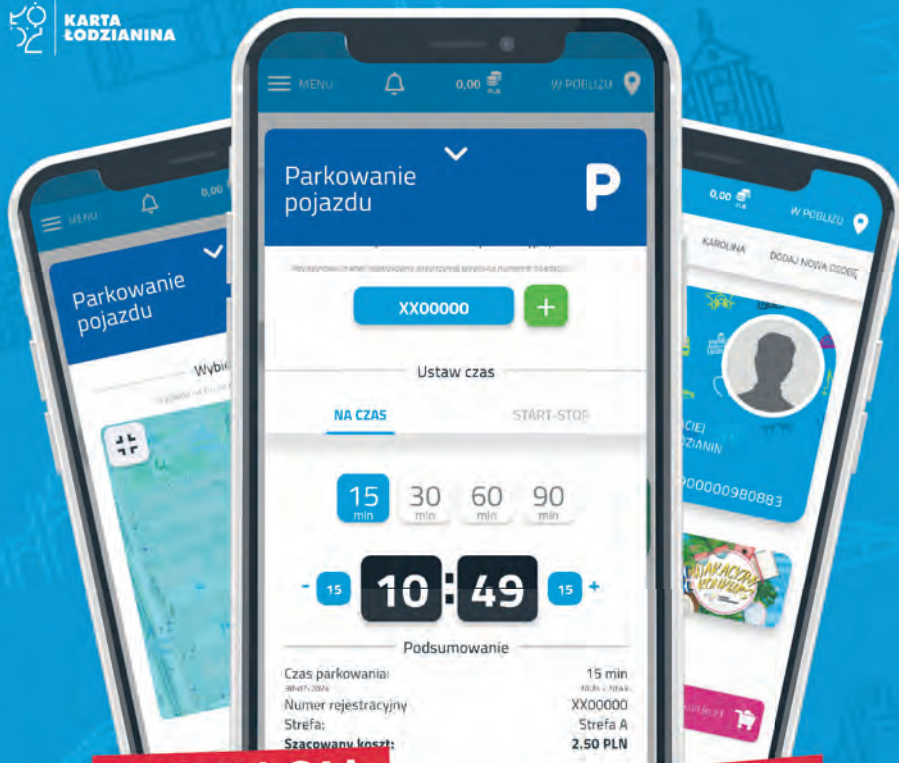 KARTA
ŁODZIANINA
MENU
0,00 PLN
W POBLIŻU
Parkowanie
pojazdu
P
XX00000
+
Ustaw czas
NA CZAS
START-STOP
15 min
30 min
60 min
90 min
- 15
10:49
15 +
Podsumowanie
Czas parkowania:
15 min
Numer rejestracyjny
XX00000
Strefa:
Strefa A
Szacowany koszt:
2.50 PLN
MENU
0,00
Parkowanie
pojazdu
0,00
W POBLIŻU
KAROLINA
DODAJ NOWĄ OSOBĘ